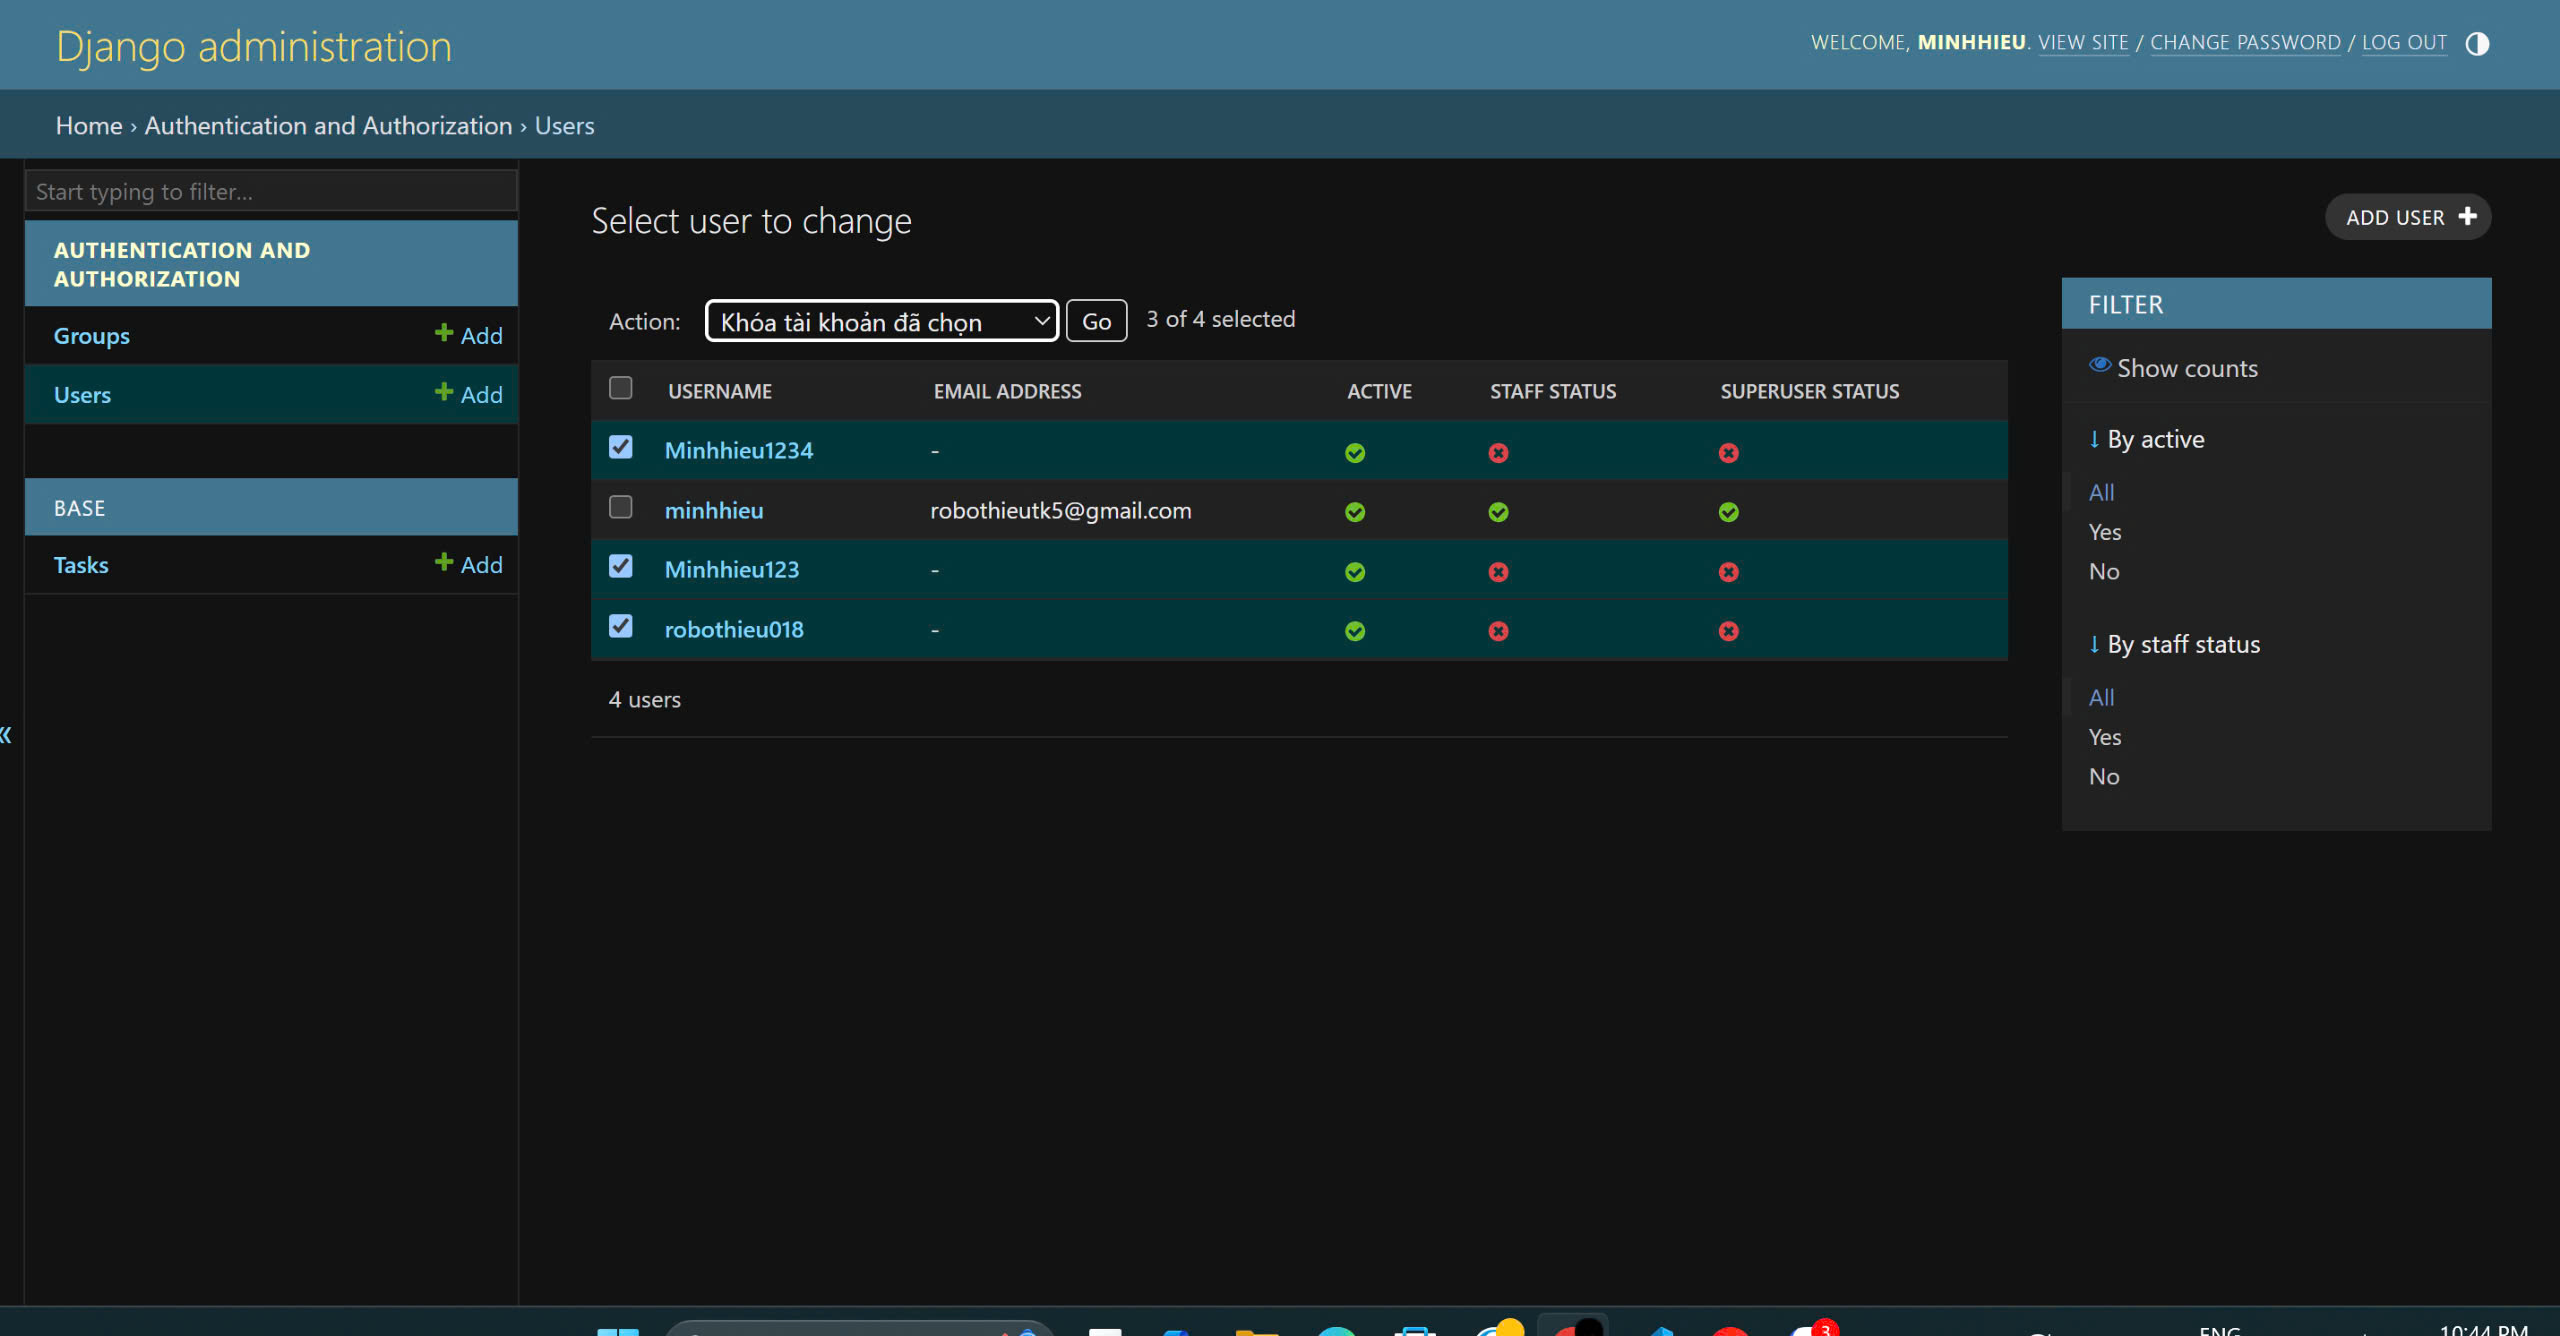 Django administration
WELCOME, MINHHIEU. VIEW SITE / CHANGE PASSWORD / LOG OUT
Home › Authentication and Authorization › Users
Start typing to filter...
AUTHENTICATION AND
AUTHORIZATION
Groups Add
Users Add
BASE
Tasks Add
«
Select user to change
ADD USER
Action: Khóa tài khoản đã chọn Go 3 of 4 selected
USERNAME EMAIL ADDRESS ACTIVE STAFF STATUS SUPERUSER STATUS
Minhhieu1234 -
minhhieu robothieutk5@gmail.com
Minhhieu123 -
robothieu018 -
4 users
FILTER
Show counts
↓ By active
All
Yes
No
↓ By staff status
All
Yes
No
3
ENG
10:44 PM